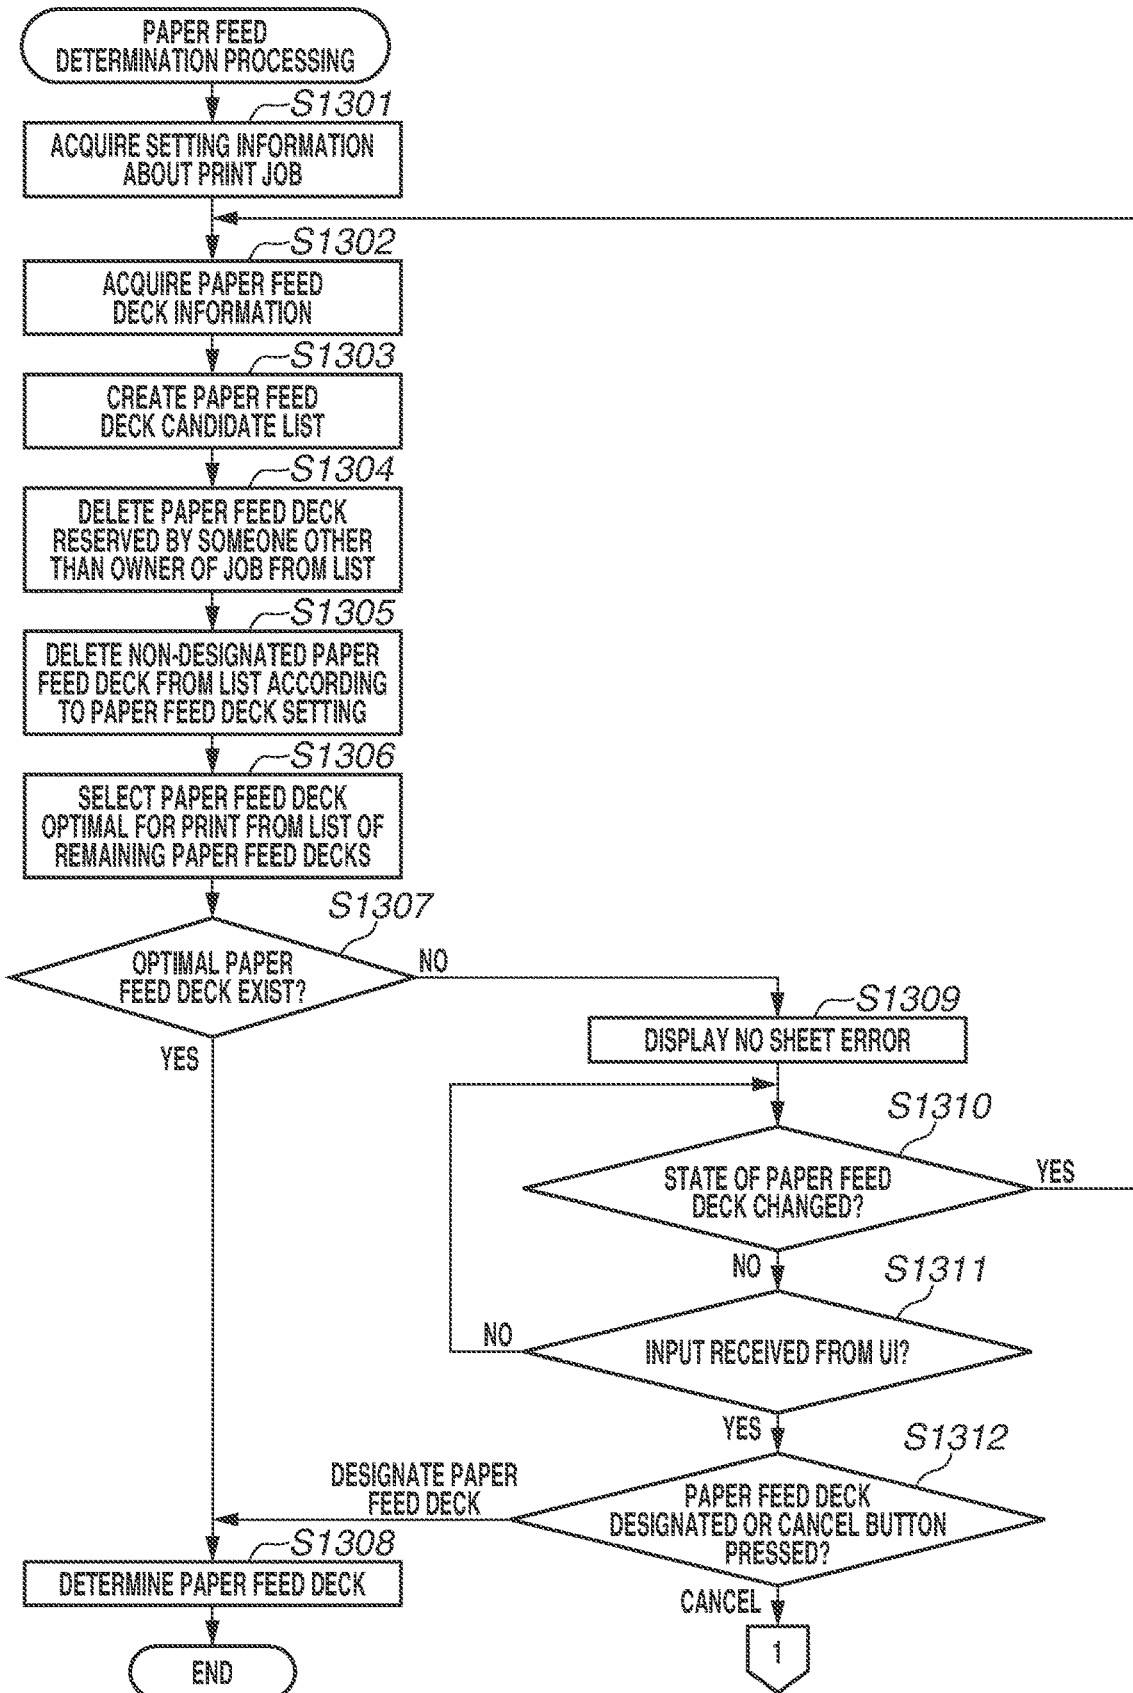 PAPER FEED
DETERMINATION PROCESSING
S1301
ACQUIRE SETTING INFORMATION
ABOUT PRINT JOB
S1302
ACQUIRE PAPER FEED
DECK INFORMATION
S1303
CREATE PAPER FEED
DECK CANDIDATE LIST
S1304
DELETE PAPER FEED DECK
RESERVED BY SOMEONE OTHER
THAN OWNER OF JOB FROM LIST
S1305
DELETE NON-DESIGNATED PAPER
FEED DECK FROM LIST ACCORDING
TO PAPER FEED DECK SETTING
S1306
SELECT PAPER FEED DECK
OPTIMAL FOR PRINT FROM LIST OF
REMAINING PAPER FEED DECKS
S1307
OPTIMAL PAPER
FEED DECK EXIST?
NO
YES
S1309
DISPLAY NO SHEET ERROR
S1310
STATE OF PAPER FEED
DECK CHANGED?
YES
NO
S1311
INPUT RECEIVED FROM UI?
NO
YES
S1312
PAPER FEED DECK
DESIGNATED OR CANCEL BUTTON
PRESSED?
DESIGNATE PAPER
FEED DECK
CANCEL
1
S1308
DETERMINE PAPER FEED DECK
END